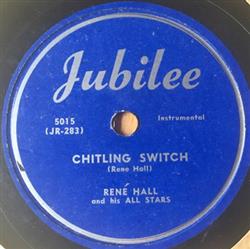 Jubilee
5015
(JR-283)
Instrumental
CHITLING SWITCH
(Rene Hall)
RENÉ HALL
and his ALL STARS